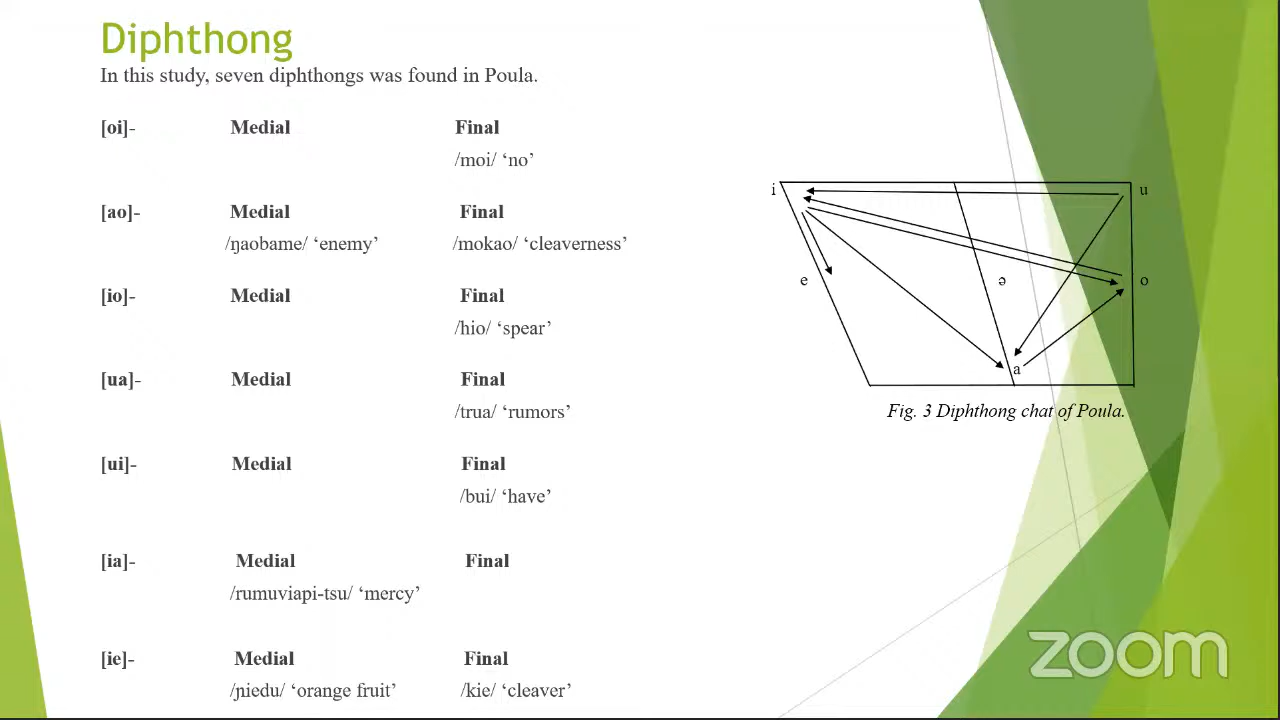 Diphthong
In this study, seven diphthongs was found in Poula.
[oi]- Medial Final
/moi/ ‘no’
[ao]- Medial Final
/ŋaobame/ ‘enemy’ /mokao/ ‘cleaverness’
[io]- Medial Final
/hio/ ‘spear’
[ua]- Medial Final
/trua/ ‘rumors’
[ui]- Medial Final
/bui/ ‘have’
[ia]- Medial Final
/rumuviapi-tsu/ ‘mercy’
[ie]- Medial Final
/ɲiedu/ ‘orange fruit’ /kie/ ‘cleaver’
i u
e ə o
a
Fig. 3 Diphthong chat of Poula.
zoom